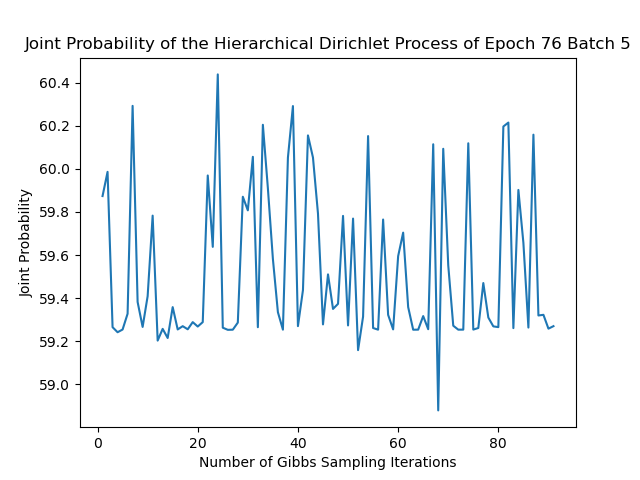 Joint Probability of the Hierarchical Dirichlet Process of Epoch 76 Batch 5
60.4
60.2
60.0
59.8
59.6
59.4
59.2
59.0
Joint Probability
0 20 40 60 80
Number of Gibbs Sampling Iterations